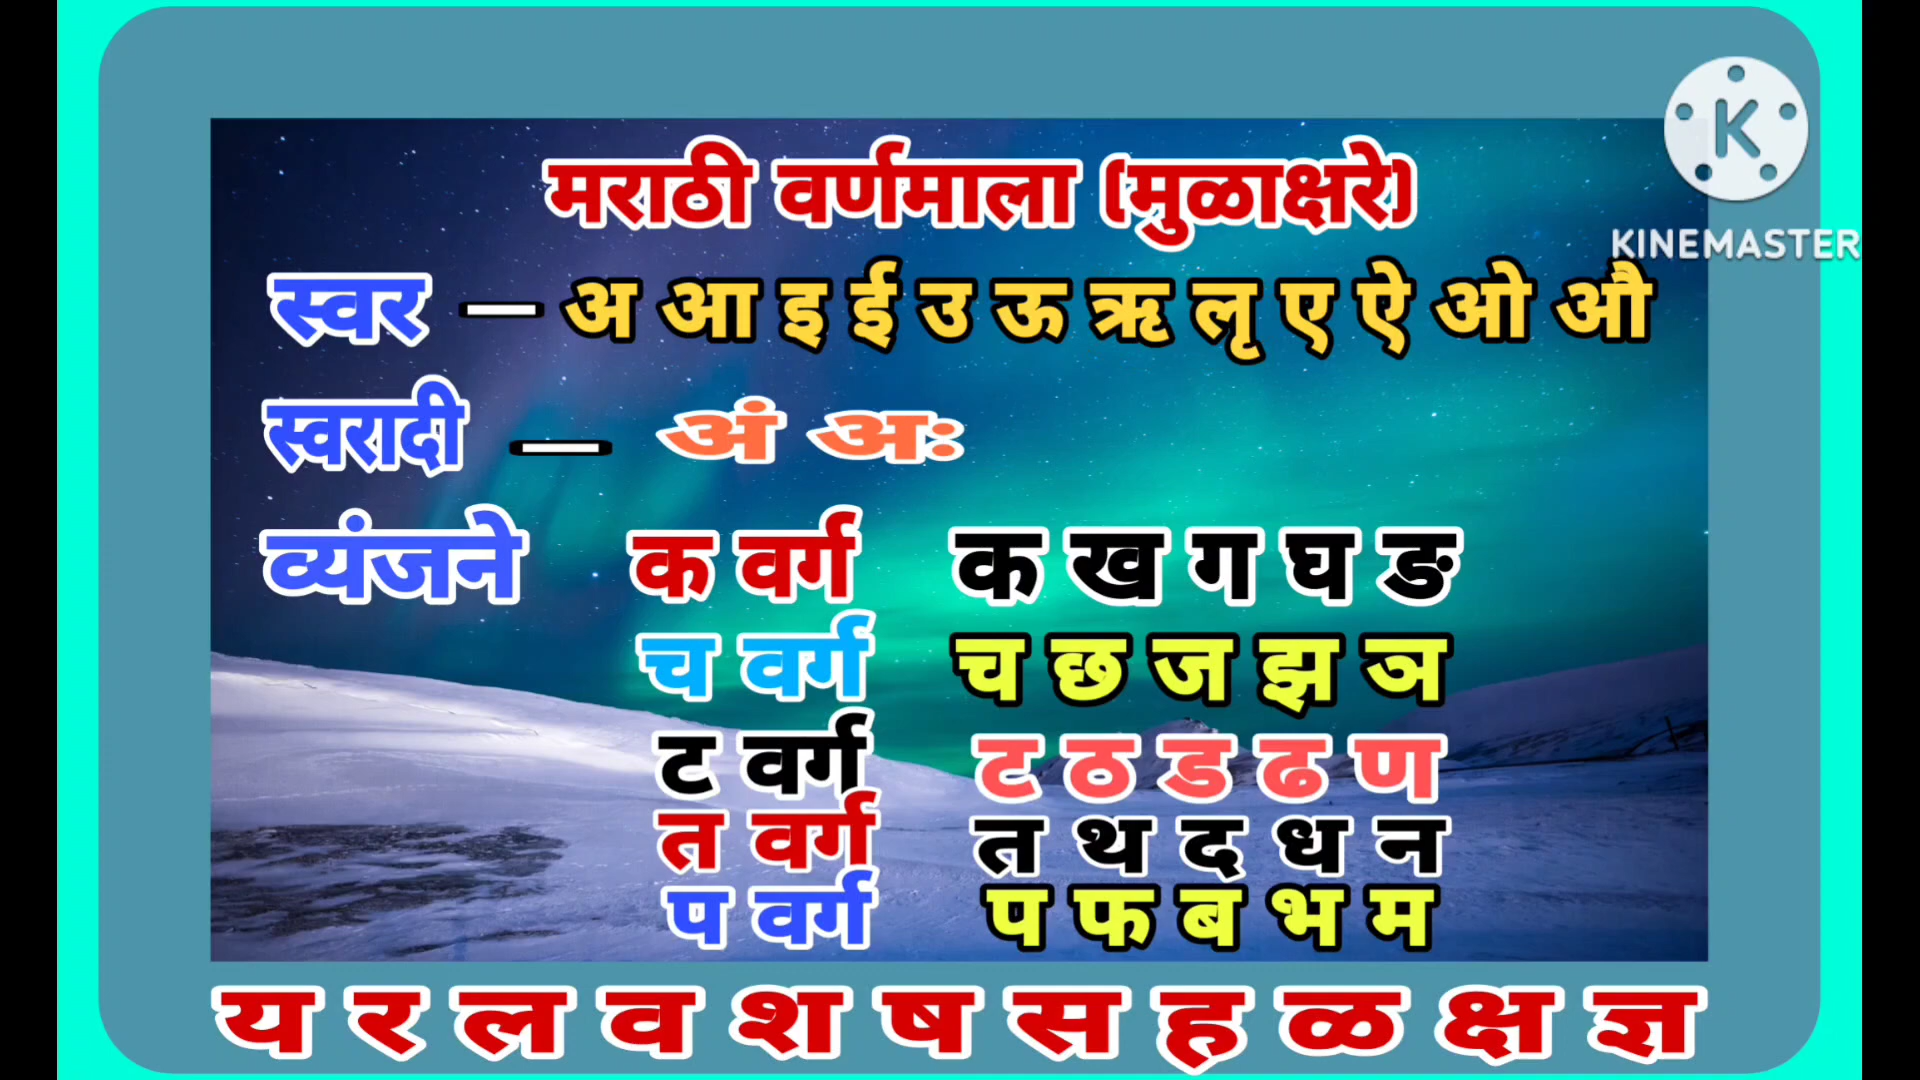 मराठी वर्णमाला (मुळाक्षरे)
KINEMASTER
स्वर — अ आ इ ई उ ऊ ऋ लृ ए ऐ ओ औ
स्वरादी — अं अः
व्यंजने क वर्ग क ख ग घ ङ
च वर्ग च छ ज झ ञ
ट वर्ग ट ठ ड ढ ण
त वर्ग त थ द ध न
प वर्ग प फ ब भ म
य र ल व श ष स ह ळ क्ष ज्ञ